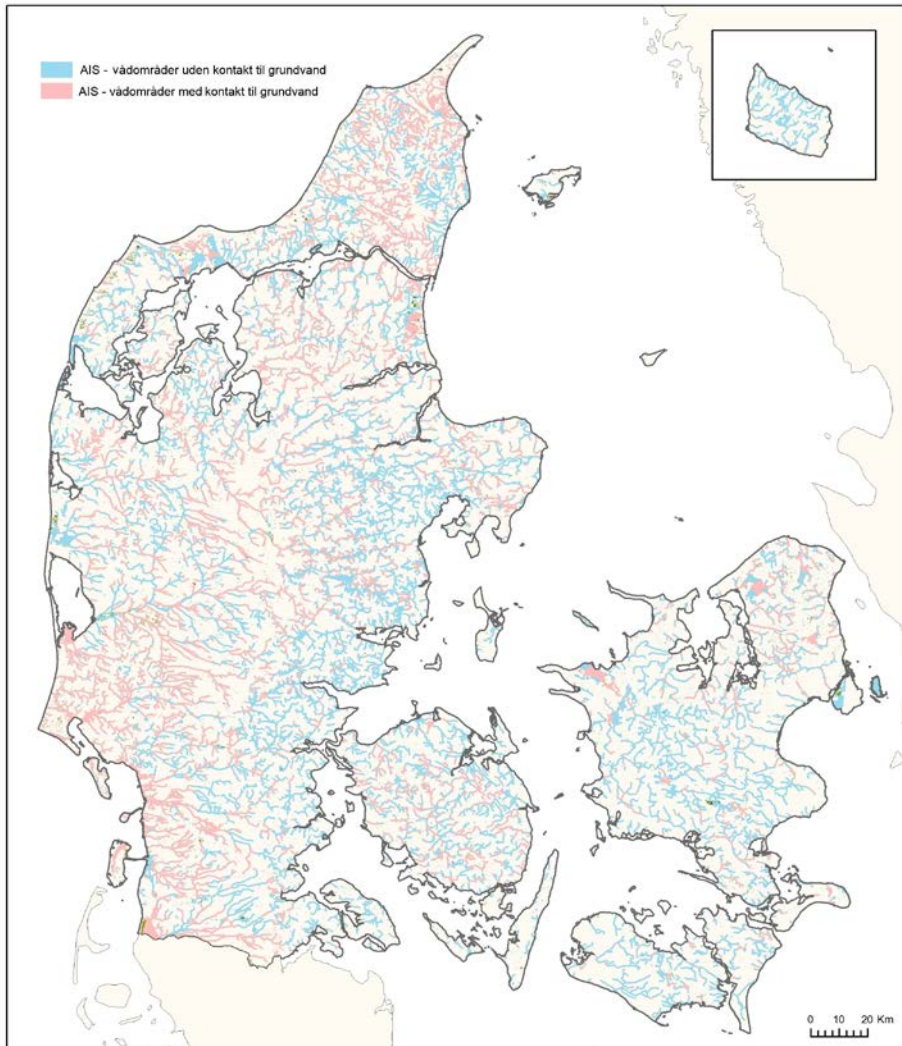 AIS - vådområder uden kontakt til grundvand
AIS - vådområder med kontakt til grundvand
0 10 20 Km